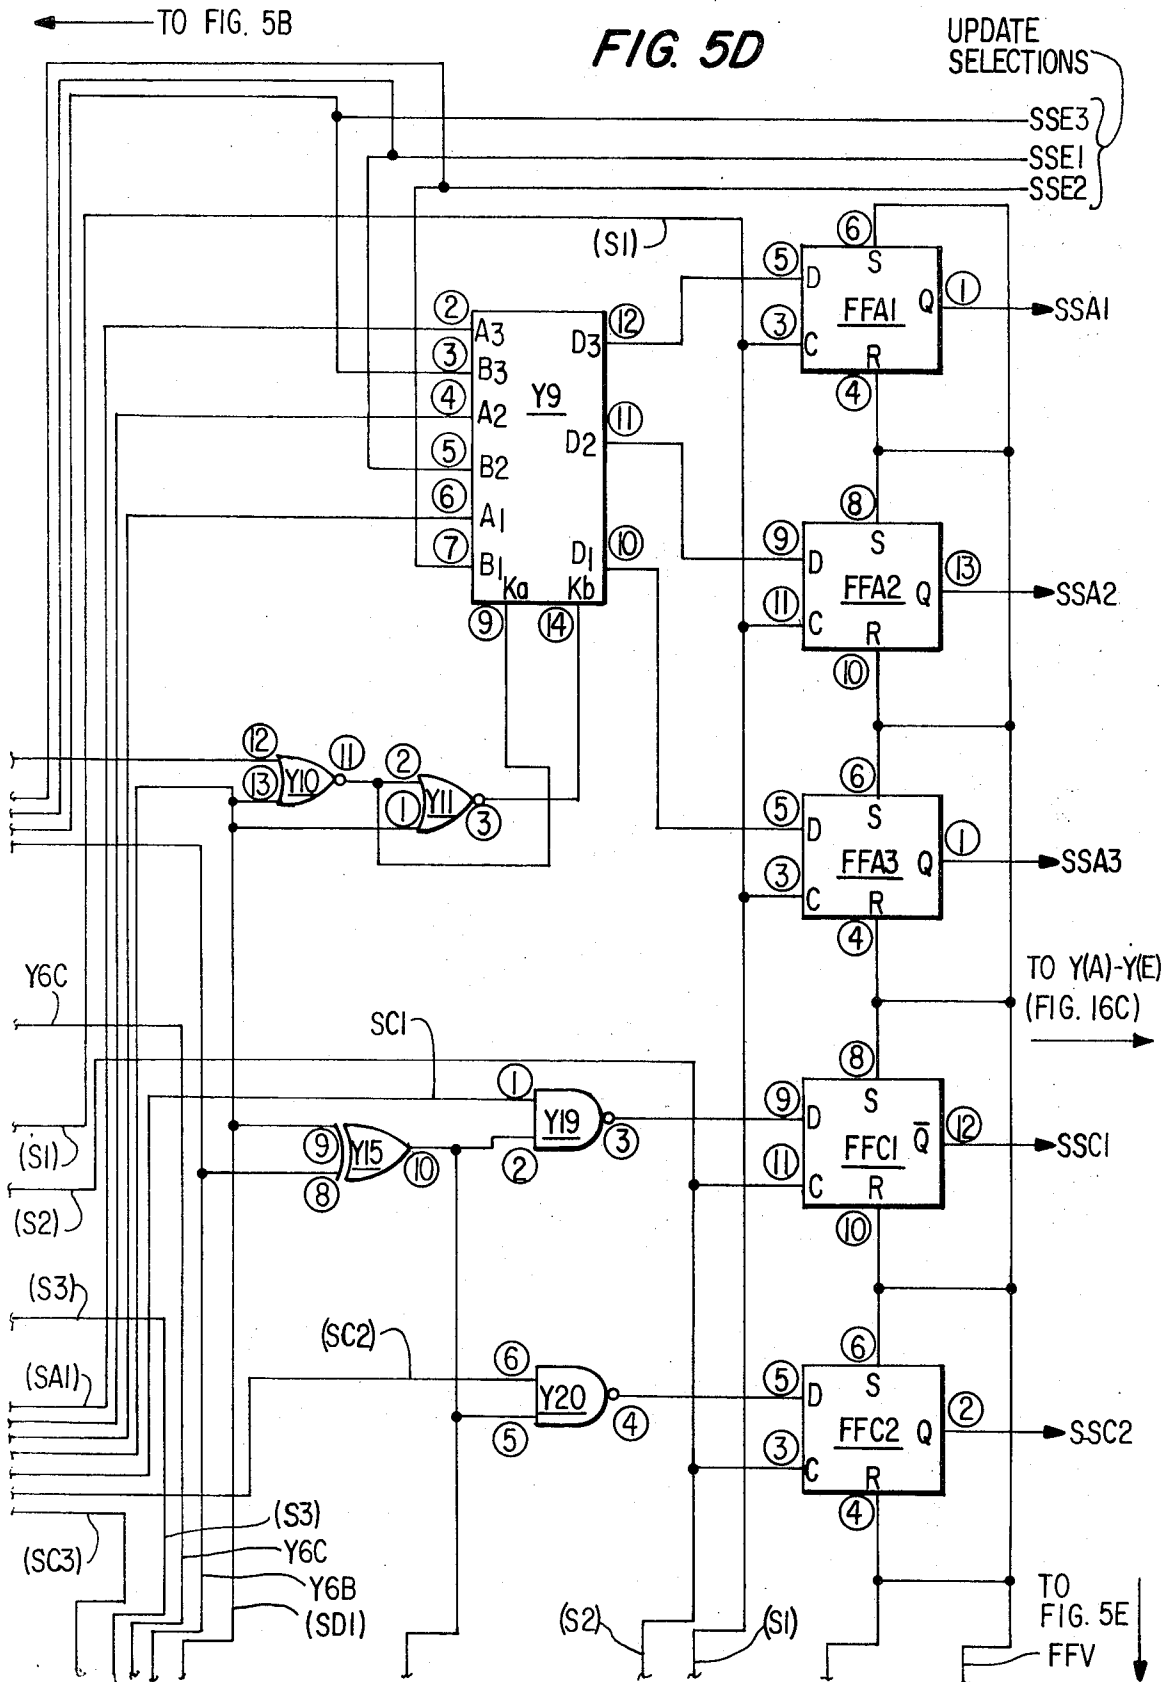 TO FIG. 5B
FIG. 5D
UPDATE
SELECTIONS
SSE3
SSE1
SSE2
(S1)
6
5
D
S
Q
1
FFA1
SSA1
3
C
R
4
2
A3
3
B3
4
A2
5
B2
6
A1
7
B1
Y9
D3
12
D2
11
D1
10
Ka
Kb
9
14
8
9
D
S
13
FFA2
Q
SSA2
11
C
R
10
12
13
Y10
11
2
1
Y11
3
6
5
D
S
1
FFA3
Q
SSA3
3
C
R
4
TO Y(A)-Y(E)
(FIG. 16C)
Y6C
SC1
8
1
Y19
3
2
9
D
S
Q̅
12
FFC1
SSC1
11
C
R
10
9
Y15
10
8
(S1)
(S2)
(S3)
(SC2)
(SA1)
6
Y20
4
5
6
5
D
S
2
FFC2
Q
SSC2
3
C
R
4
(SC3)
(S3)
Y6C
Y6B
(SD1)
(S2)
(S1)
TO
FIG. 5E
FFV